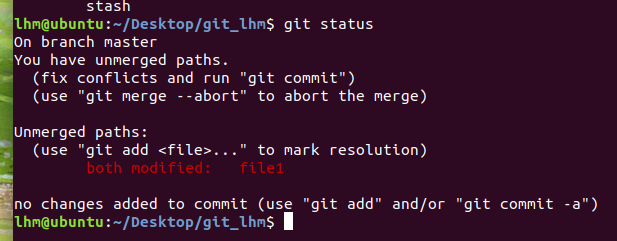 stash
lhm@ubuntu:~/Desktop/git_lhm$ git status
On branch master
You have unmerged paths.
  (fix conflicts and run "git commit")
  (use "git merge --abort" to abort the merge)

Unmerged paths:
  (use "git add <file>..." to mark resolution)
        both modified:   file1

no changes added to commit (use "git add" and/or "git commit -a")
lhm@ubuntu:~/Desktop/git_lhm$